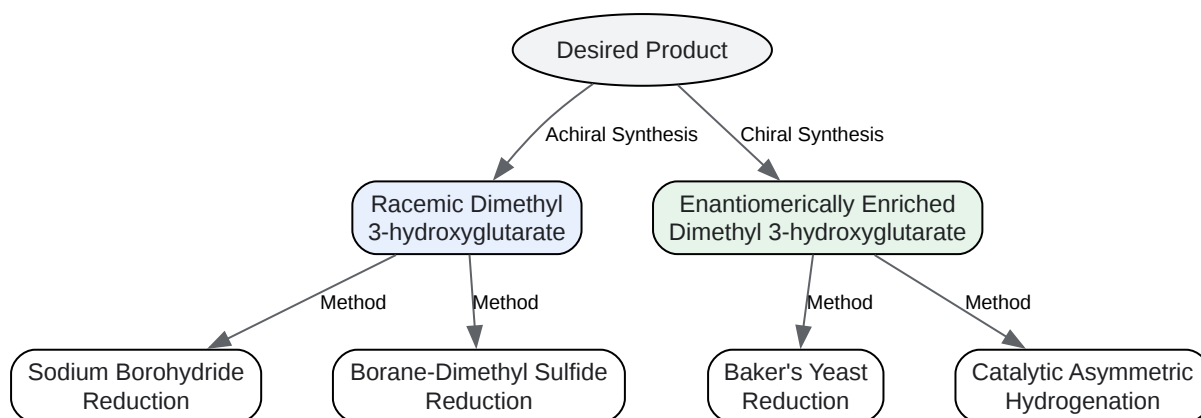 Desired Product
Achiral Synthesis
Chiral Synthesis
Racemic Dimethyl
3-hydroxyglutarate
Enantiomerically Enriched
Dimethyl 3-hydroxyglutarate
Method
Method
Method
Method
Sodium Borohydride
Reduction
Borane-Dimethyl Sulfide
Reduction
Baker's Yeast
Reduction
Catalytic Asymmetric
Hydrogenation